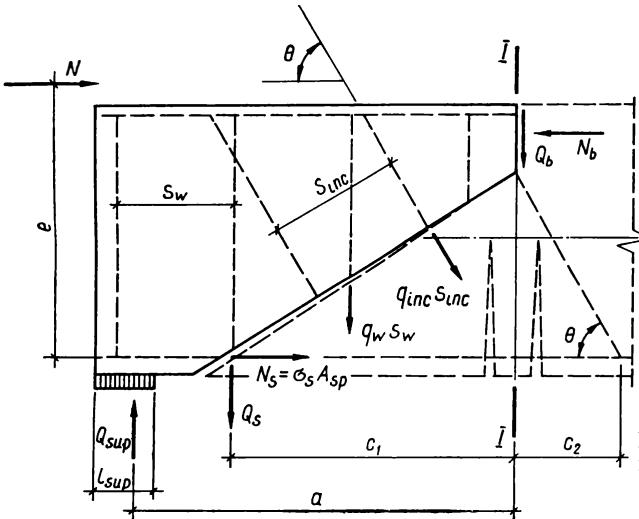 θ
I
N
Q_b
N_b
S_w
S_inc
e
q_inc S_inc
q_w S_w
θ
N_s = σ_s A_sp
Q_s
I
Q_sup
c_1
c_2
l_sup
a